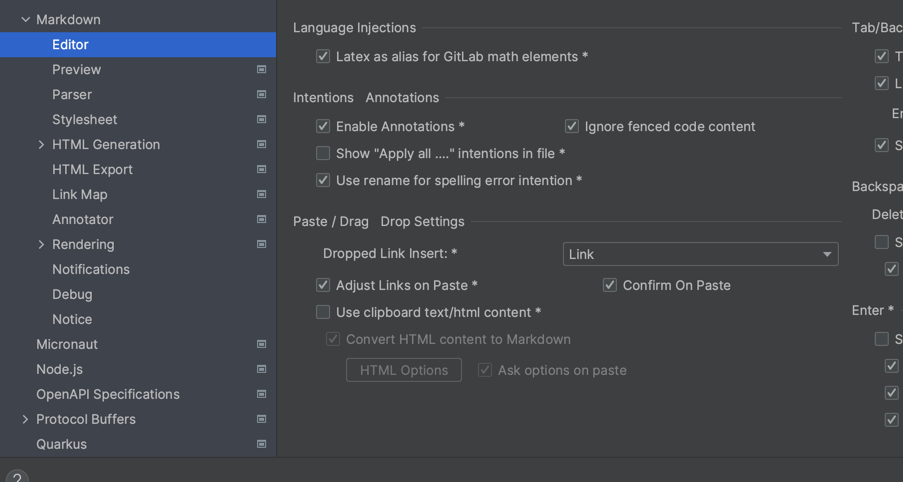 Markdown
Editor
Preview
Parser
Stylesheet
HTML Generation
HTML Export
Link Map
Annotator
Rendering
Notifications
Debug
Notice
Micronaut
Node.js
OpenAPI Specifications
Protocol Buffers
Quarkus
?
Language Injections
Latex as alias for GitLab math elements *
Intentions Annotations
Enable Annotations * Ignore fenced code content
Show "Apply all ...." intentions in file *
Use rename for spelling error intention *
Paste / Drag Drop Settings
Dropped Link Insert: * Link
Adjust Links on Paste * Confirm On Paste
Use clipboard text/html content *
Convert HTML content to Markdown
HTML Options Ask options on paste
Tab/Bac
T
L
Er
S
Backspa
Delet
S
Enter *
S